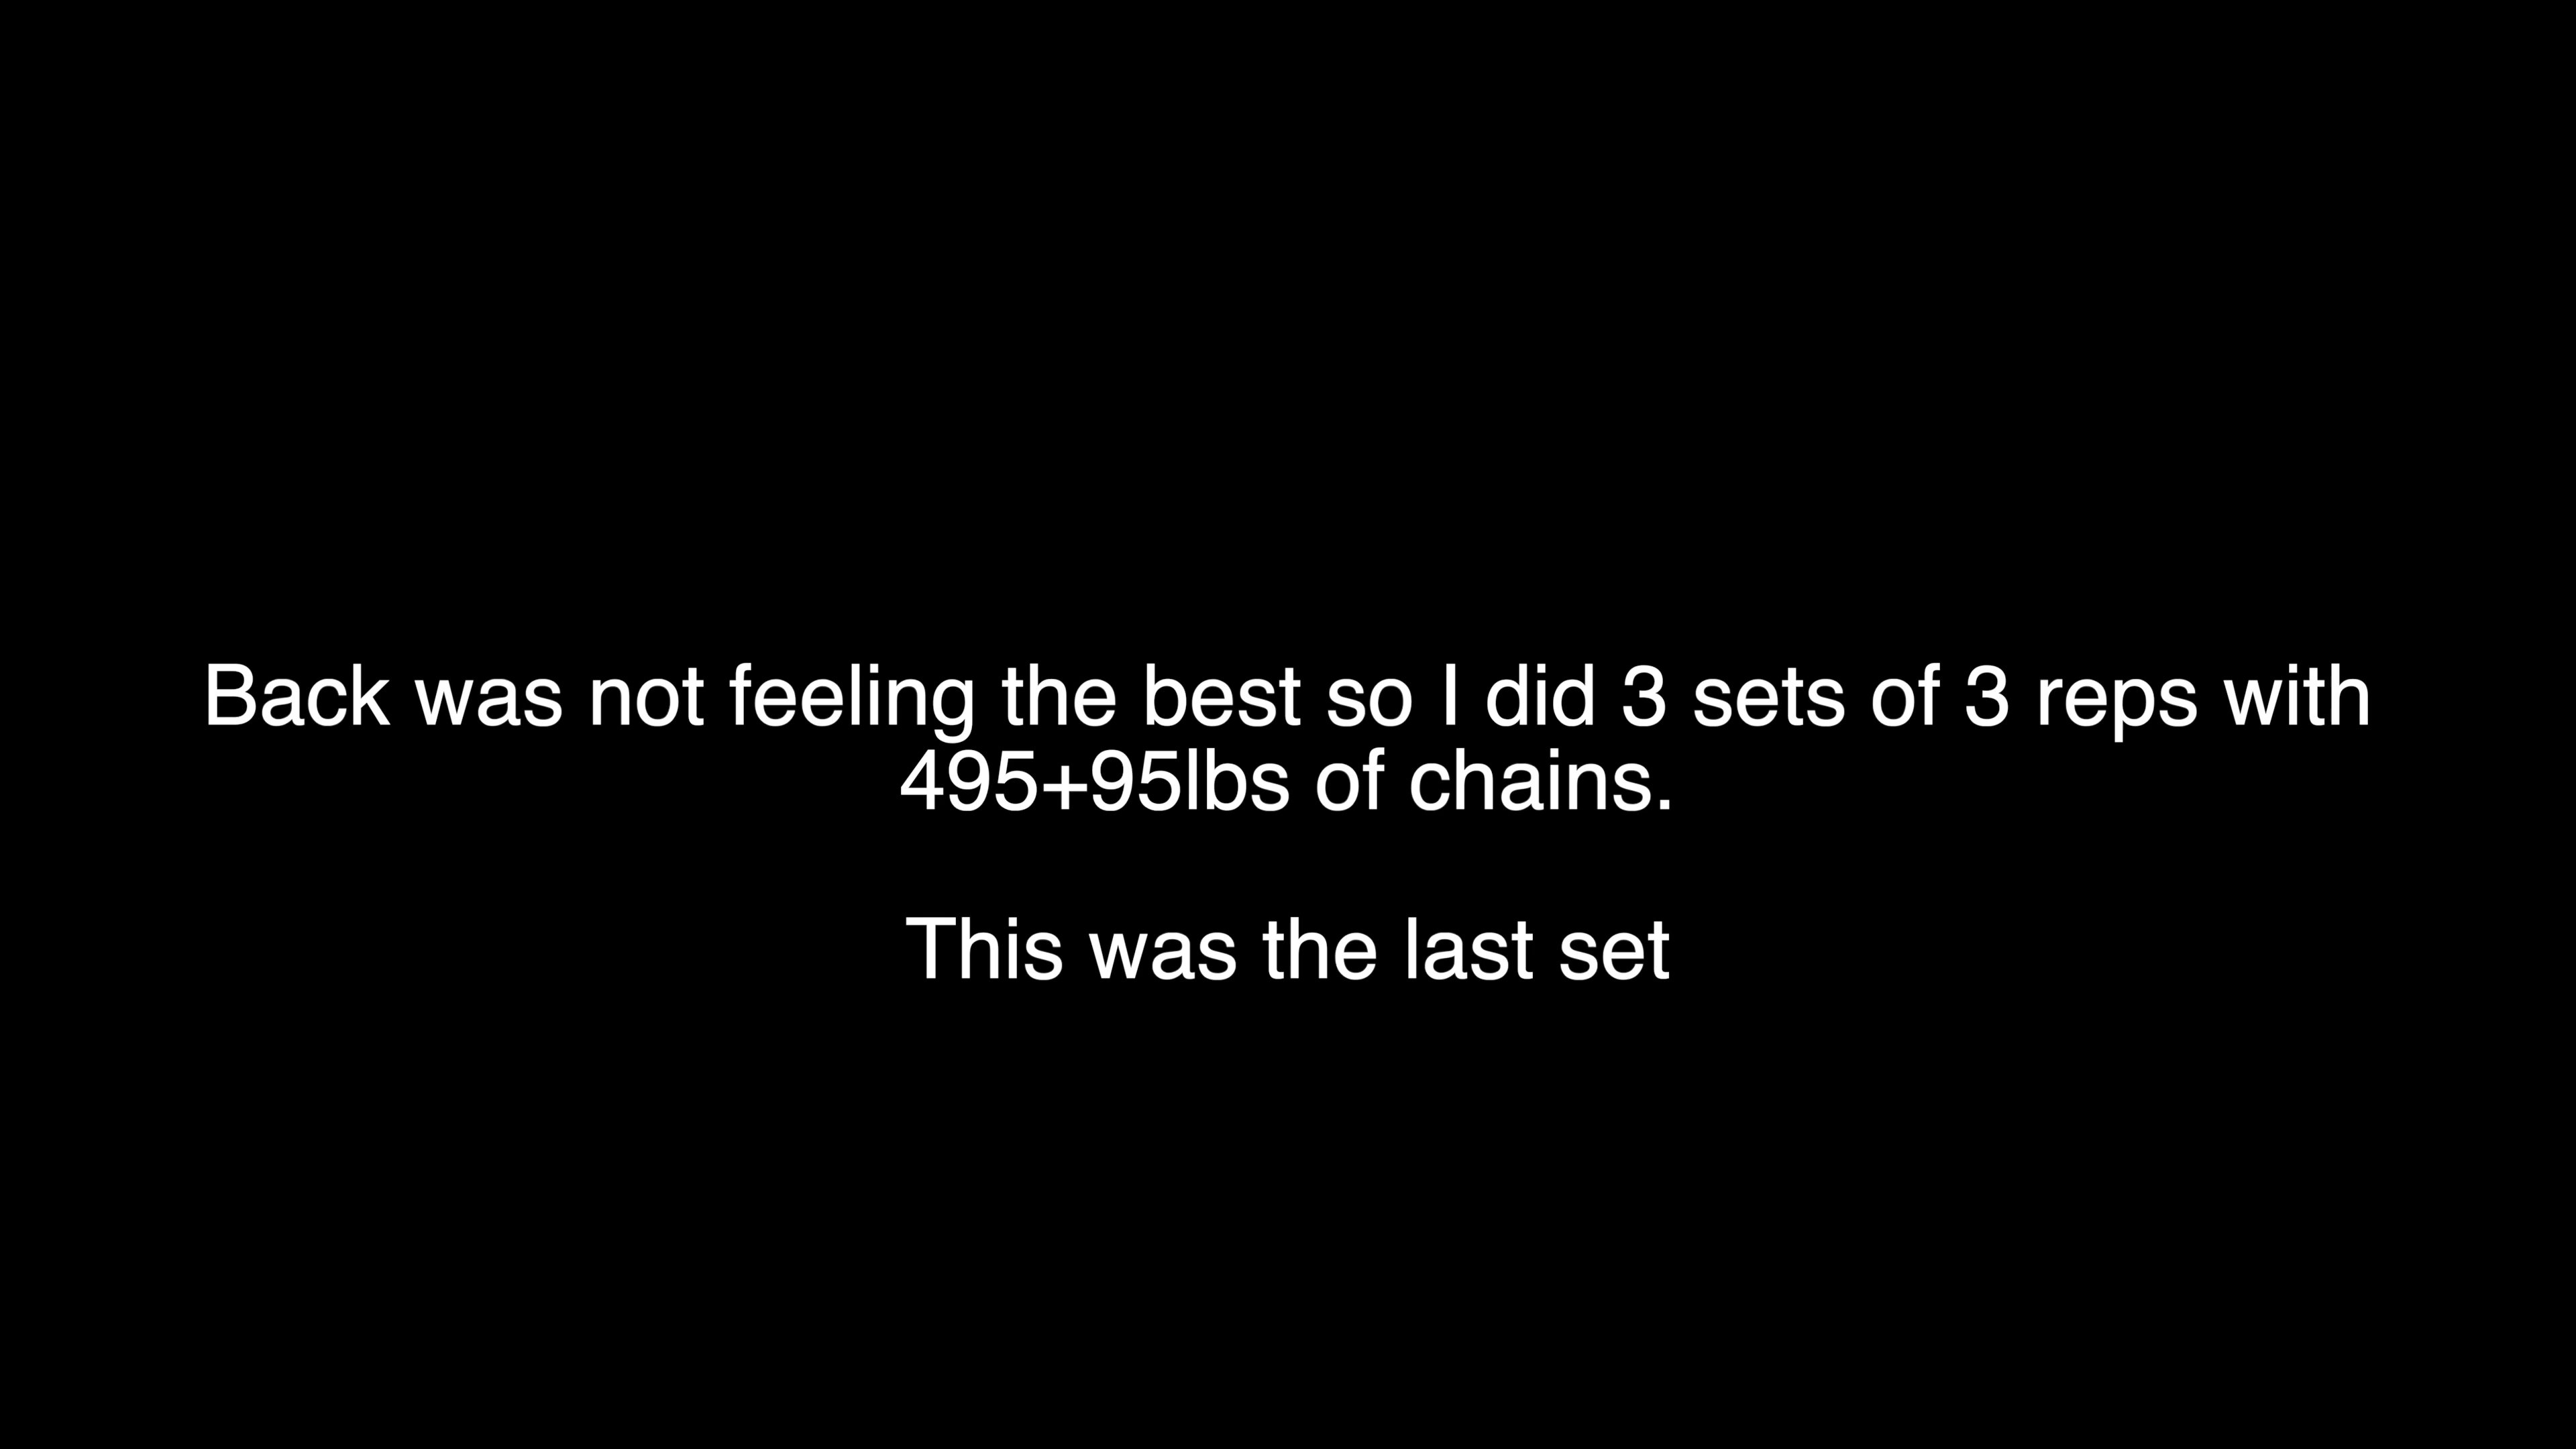 Back was not feeling the best so I did 3 sets of 3 reps with
495+95lbs of chains.
This was the last set